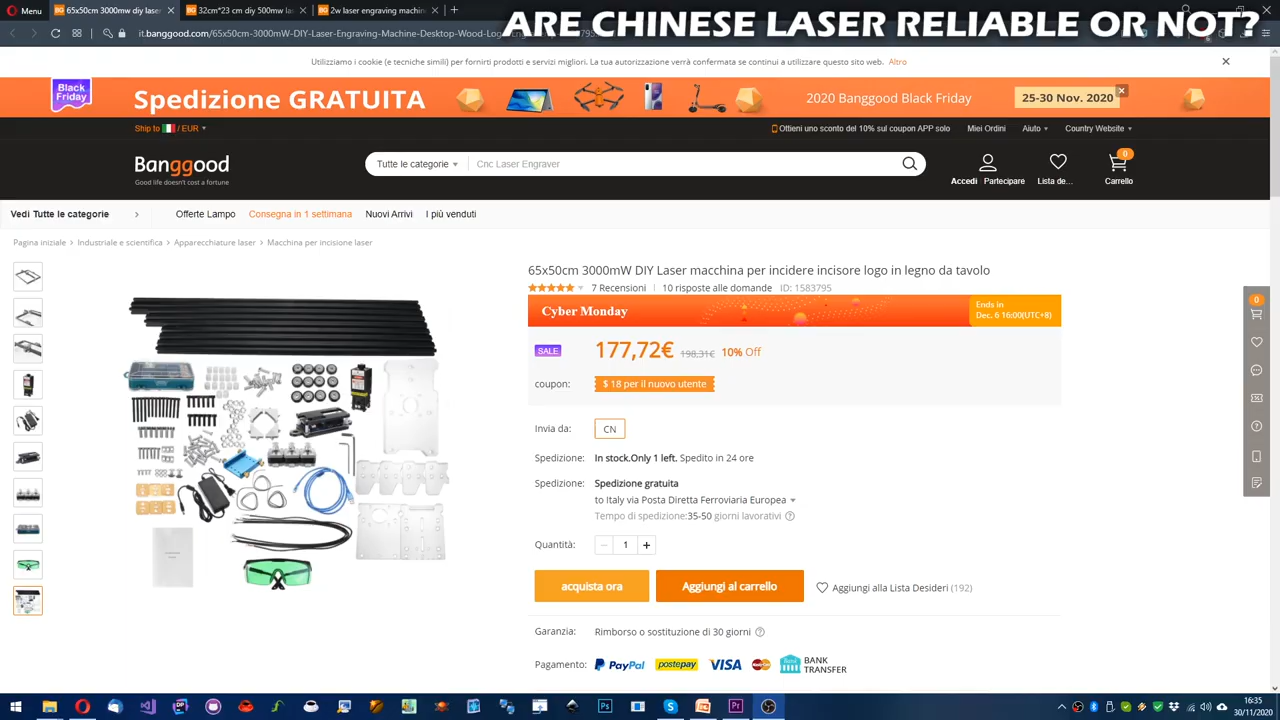 ARE CHINESE LASER RELIABLE OR NOT?
Menu
65x50cm 3000mW DIY Laser
32cm*23 cm dry 500mw las
it.banggood.com/65x50cm-3000mW-DIY-Laser-Engraving-Machine-Desktop-Wood-Log
Utilizziamo i cookie (e tecniche simili) per fornirti prodotti e servizi migliori. La tua autorizzazione verrà confermata se continui a utilizzare questo sito web. Altro
Black
Friday
Spedizione GRATUITA
2020 Banggood Black Friday
25-30 Nov. 2020
Ship to / EUR
Ottieni uno sconto del 10% sul coupon APP solo
Miei Ordini
Aiuto
Country Website
Banggood
Good life doesn't cost a fortune
Tutte le categorie
Cnc Laser Engraver
0
Accedi Partecipare
Lista de...
Carrello
Vedi Tutte le categorie
Offerte Lampo
Consegna in 1 settimana
Nuovi Arrivi
I più venduti
Pagina iniziale > Industriale e scientifica > Apparecchiature laser > Macchina per incisione laser
65x50cm 3000mW DIY Laser macchina per incidere incisore logo in legno da tavolo
7 Recensioni
10 risposte alle domande
ID: 1583795
Cyber Monday
Ends in
Dec. 6 16:00(UTC+8)
SALE
177,72€ 198,31€ 10% Off
coupon:
$ 18 per il nuovo utente
Invia da:
CN
Spedizione:
In stock.Only 1 left. Spedito in 24 ore
Spedizione:
Spedizione gratuita
to Italy via Posta Diretta Ferroviaria Europea
Tempo di spedizione:35-50 giorni lavorativi
Quantità:
1
acquista ora
Aggiungi al carrello
Aggiungi alla Lista Desideri (192)
Garanzia:
Rimborso o sostituzione di 30 giorni
Pagamento:
PayPal
postepay
VISA
BANK
TRANSFER
0
16:35
30/11/2020